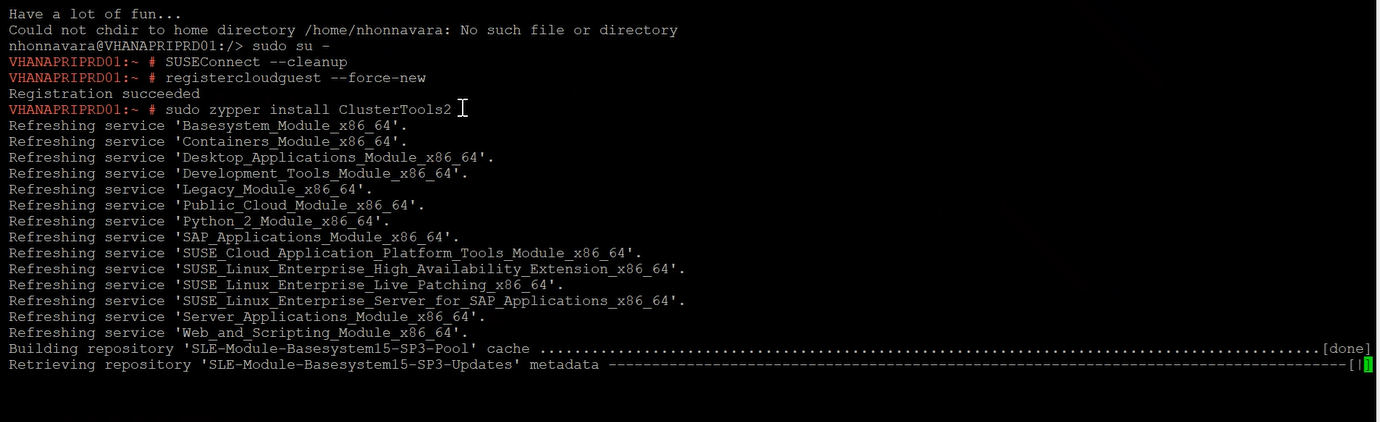 Have a lot of fun...
Could not chdir to home directory /home/nhonnavara: No such file or directory
nhonnavara@VHANAPRIPRD01:/> sudo su -
VHANAPRIPRD01:~ # SUSEConnect --cleanup
VHANAPRIPRD01:~ # registercloudguest --force-new
Registration succeeded
VHANAPRIPRD01:~ # sudo zypper install ClusterTools2
Refreshing service 'Basesystem_Module_x86_64'.
Refreshing service 'Containers_Module_x86_64'.
Refreshing service 'Desktop_Applications_Module_x86_64'.
Refreshing service 'Development_Tools_Module_x86_64'.
Refreshing service 'Legacy_Module_x86_64'.
Refreshing service 'Public_Cloud_Module_x86_64'.
Refreshing service 'Python_2_Module_x86_64'.
Refreshing service 'SAP_Applications_Module_x86_64'.
Refreshing service 'SUSE_Cloud_Application_Platform_Tools_Module_x86_64'.
Refreshing service 'SUSE_Linux_Enterprise_High_Availability_Extension_x86_64'.
Refreshing service 'SUSE_Linux_Enterprise_Live_Patching_x86_64'.
Refreshing service 'SUSE_Linux_Enterprise_Server_for_SAP_Applications_x86_64'.
Refreshing service 'Server_Applications_Module_x86_64'.
Refreshing service 'Web_and_Scripting_Module_x86_64'.
Building repository 'SLE-Module-Basesystem15-SP3-Pool' cache ..........................................................................................[done]
Retrieving repository 'SLE-Module-Basesystem15-SP3-Updates' metadata -------------------------------------------------------------------------------------[|]